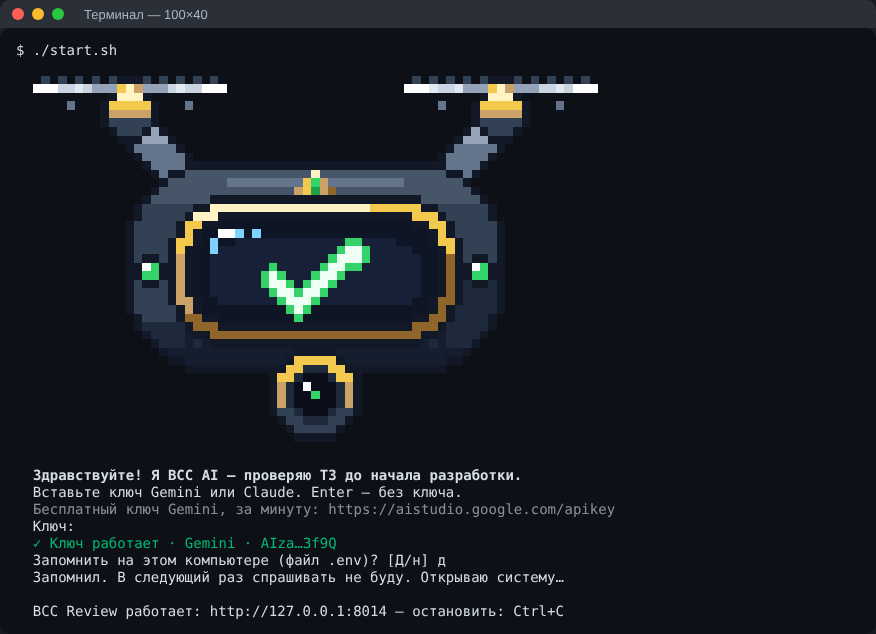 Терминал — 100×40
$ ./start.sh
Здравствуйте! Я BCC AI — проверяю ТЗ до начала разработки.
Вставьте ключ Gemini или Claude. Enter — без ключа.
Бесплатный ключ Gemini, за минуту: https://aistudio.google.com/apikey
Ключ:
✓ Ключ работает · Gemini · AIza…3f9Q
Запомнить на этом компьютере (файл .env)? [Д/н] д
Запомнил. В следующий раз спрашивать не буду. Открываю систему…
BCC Review работает: http://127.0.0.1:8014 — остановить: Ctrl+C